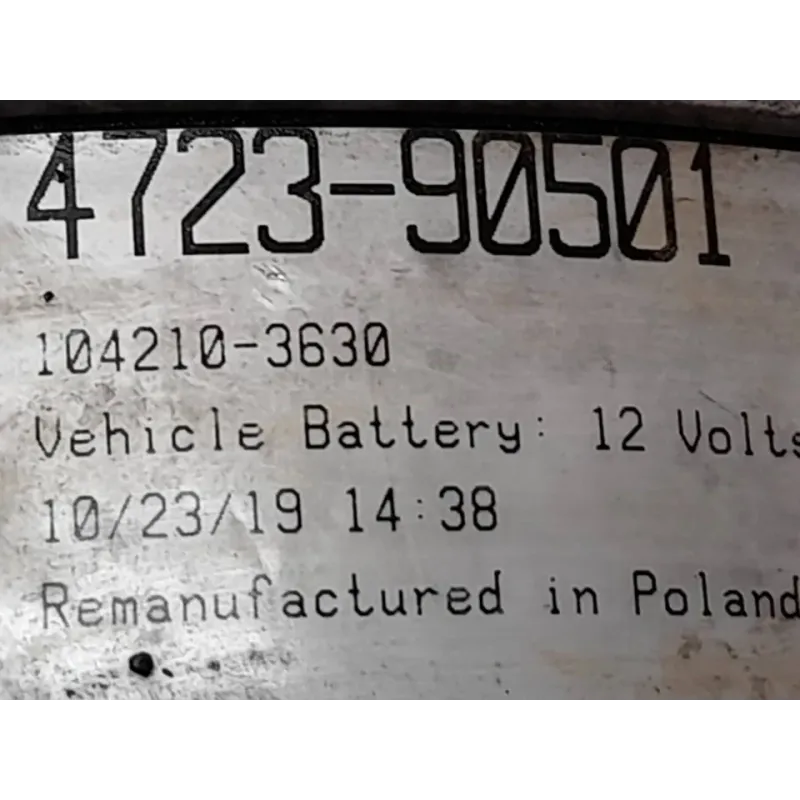 4723-90501
104210-3630
Vehicle Battery: 12 Volts
10/23/19 14:38
Remanufactured in Poland